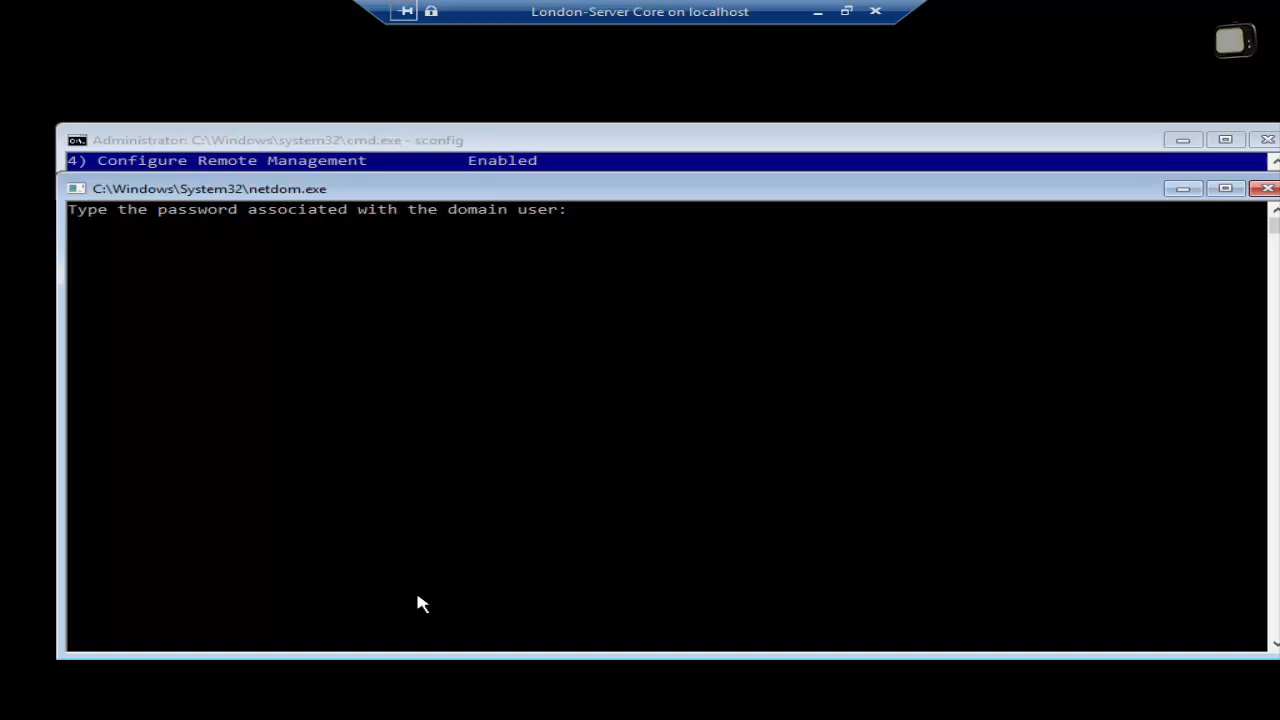 London-Server Core on localhost
Administrator: C:\Windows\system32\cmd.exe - sconfig
4) Configure Remote Management Enabled
C:\Windows\System32\netdom.exe
Type the password associated with the domain user: